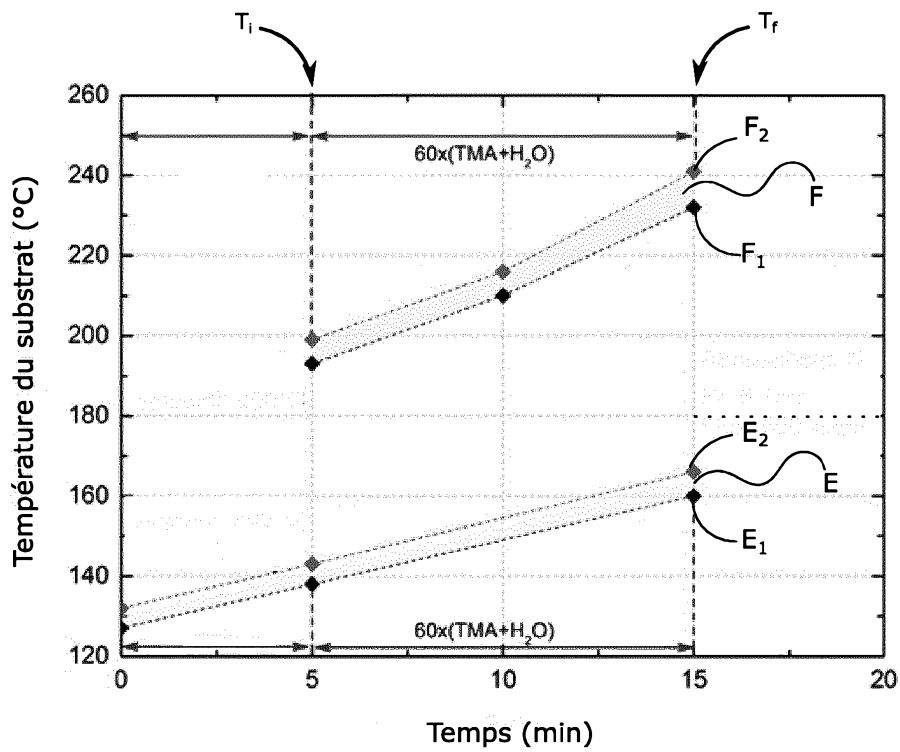 Tᵢ
T_f
260
240
220
200
180
160
140
120
Température du substrat (°C)
60x(TMA+H₂O)
F₂
F
F₁
E₂
E
E₁
60x(TMA+H₂O)
0
5
10
15
20
Temps (min)